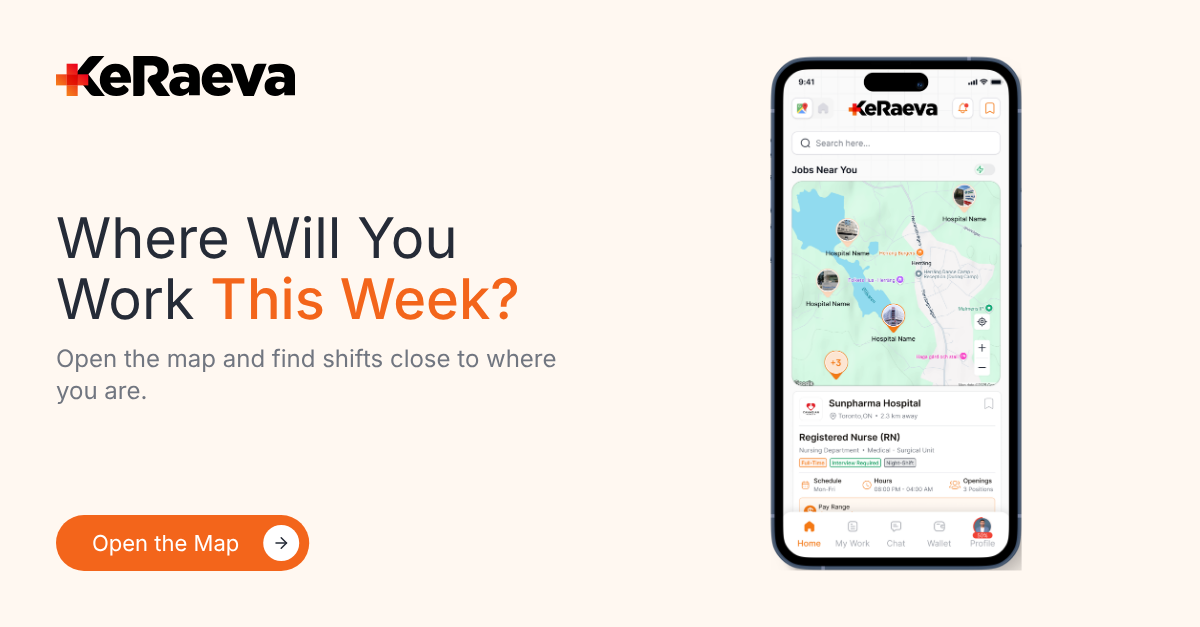 KeRaeva
Where Will You
Work This Week?
Open the map and find shifts close to where
you are.
Open the Map
9:41
KeRaeva
Search here...
Jobs Near You
Hospital Name
Hospital Name
Herrang
Hospital Name
Hospital Name
+3
Sunpharma Hospital
Toronto,ON • 2.3 km away
Registered Nurse (RN)
Nursing Department • Medical - Surgical Unit
Full-Time Interview Required Night-Shift
Schedule Hours Openings
Mon-Fri 08:00 PM - 04:00 AM 3 Positions
Pay Range
Home My Work Chat Wallet Profile